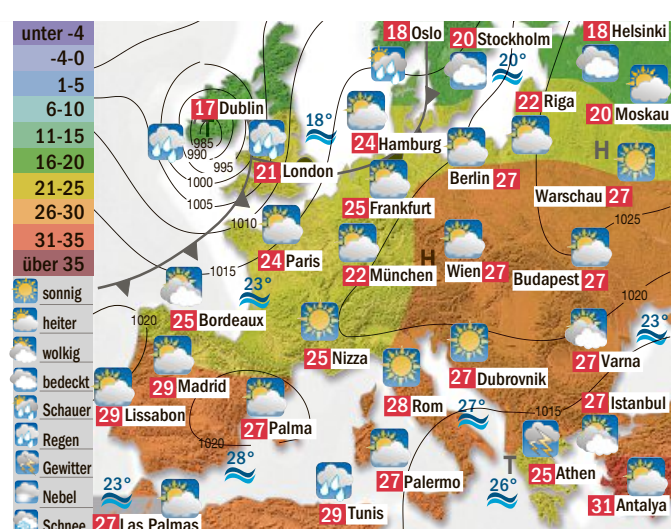 unter -4
-4-0
1-5
6-10
11-15
16-20
21-25
26-30
31-35
über 35
sonnig
heiter
wolkig
bedeckt
Schauer
Regen
Gewitter
Nebel
Schnee
18 Oslo
20 Stockholm
18 Helsinki
20°
17 Dublin
22 Riga
20 Moskau
18°
T
985
990
995
1000
1005
1010
1015
24 Hamburg
H
21 London
Berlin 27
Warschau 27
25 Frankfurt
1025
24 Paris
22 München
H
Wien 27
Budapest 27
23°
1020
25 Bordeaux
1020
23°
25 Nizza
27 Varna
29 Madrid
27 Dubrovnik
29 Lissabon
28 Rom
27°
1015
27 Istanbul
27 Palma
1020
28°
27 Palermo
T
25 Athen
23°
26°
31 Antalya
27 Las Palmas
29 Tunis